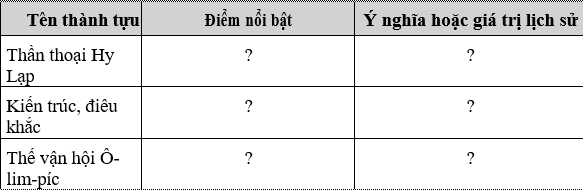 Tên thành tựu Điểm nổi bật Ý nghĩa hoặc giá trị lịch sử
Thần thoại Hy ? ?
Lạp
Kiến trúc, điêu ? ?
khắc
Thế vận hội Ô- ? ?
lim-píc